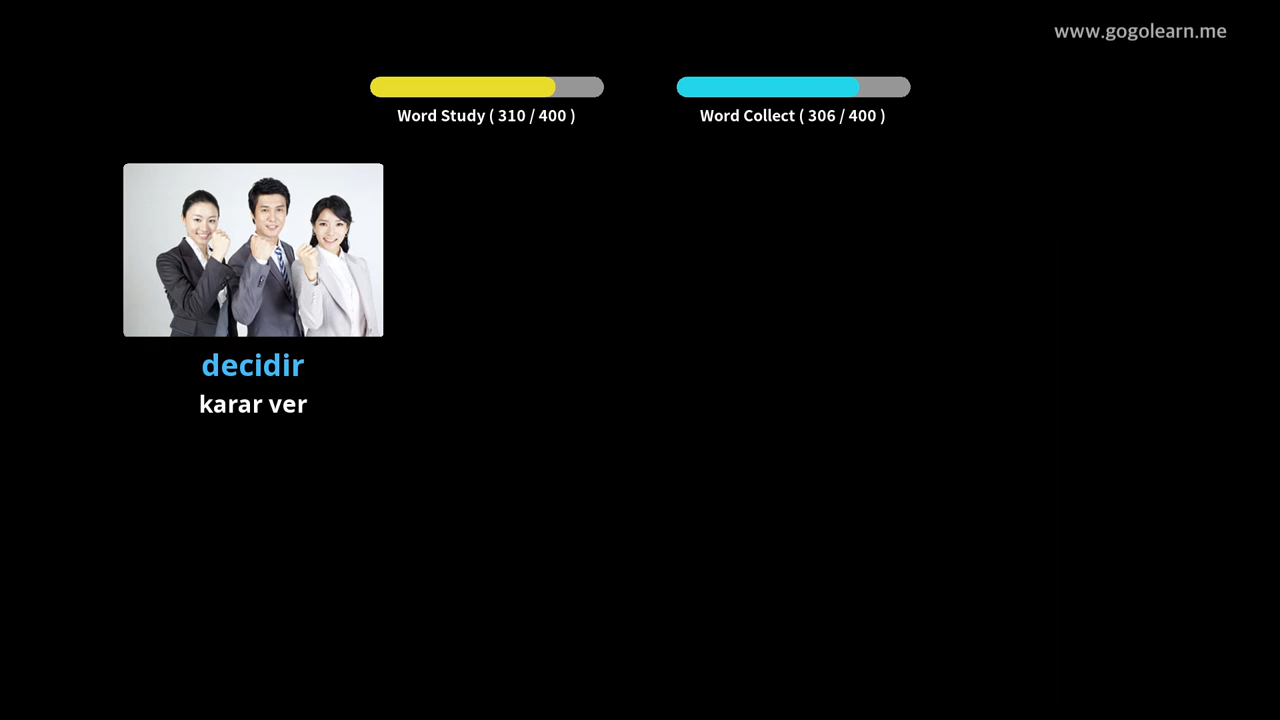 www.gogolearn.me
Word Study ( 310 / 400 )
Word Collect ( 306 / 400 )
decidir
karar ver